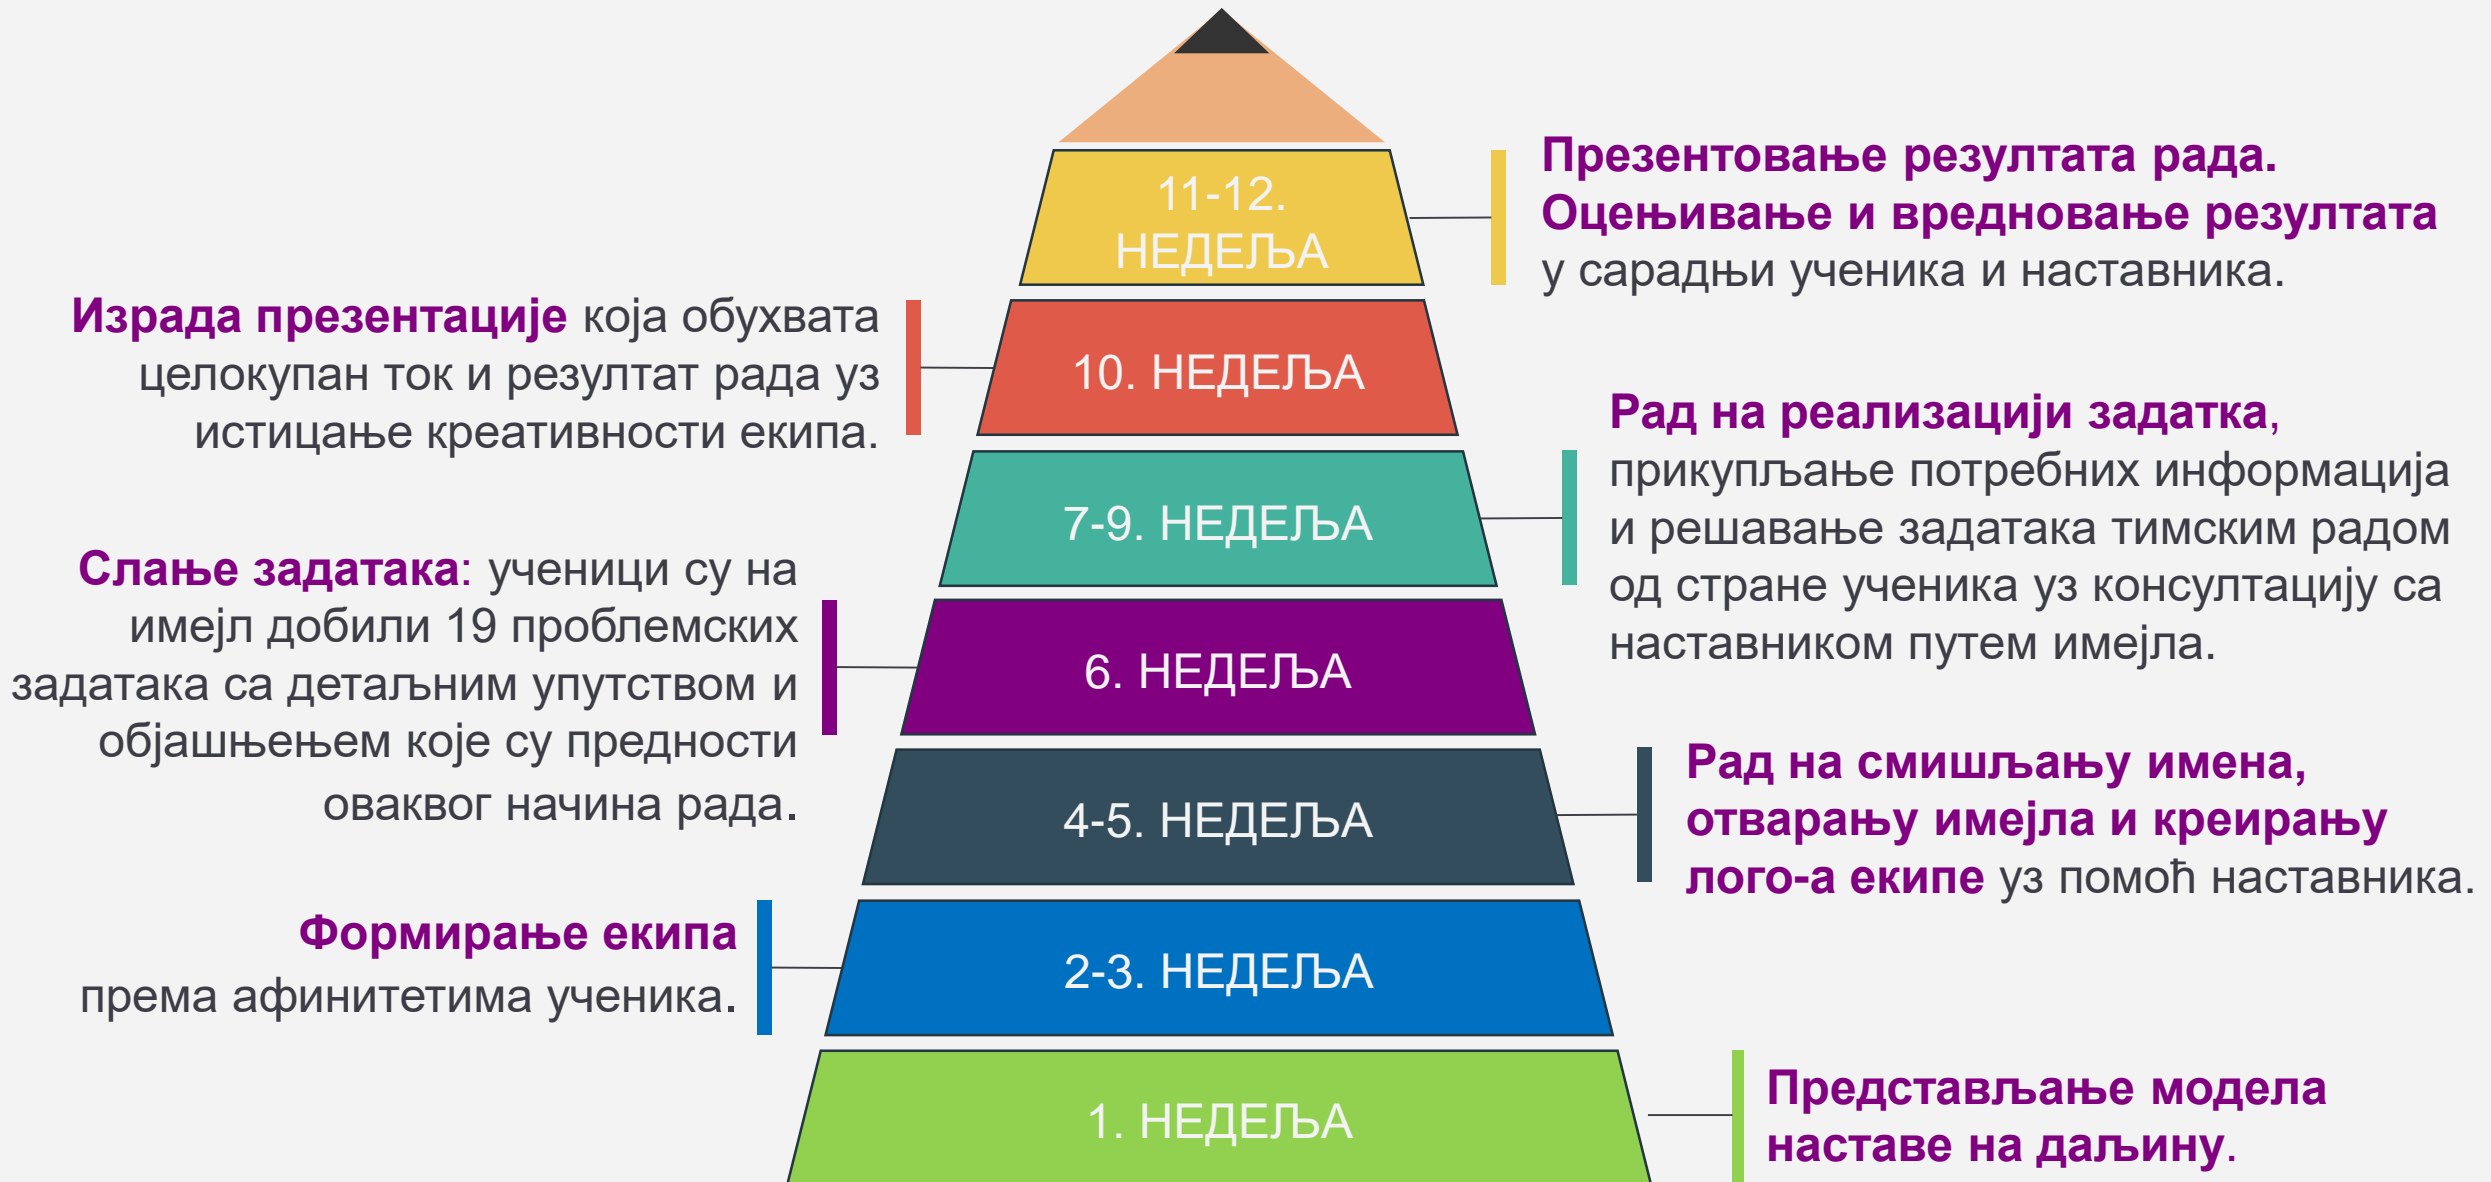 11-12.
НЕДЕЉА
Презентовање резултата рада.
Оцењивање и вредновање резултата
у сарадњи ученика и наставника.
Израда презентације која обухвата
целокупан ток и резултат рада уз
истицање креативности екипа.
10. НЕДЕЉА
7-9. НЕДЕЉА
Рад на реализацији задатка,
прикупљање потребних информација
и решавање задатака тимским радом
од стране ученика уз консултацију са
наставником путем имејла.
Слање задатака: ученици су на
имејл добили 19 проблемских
задатака са детаљним упутством и
објашњењем које су предности
оваквог начина рада.
6. НЕДЕЉА
4-5. НЕДЕЉА
Рад на смишљању имена,
отварању имејла и креирању
лого-а екипе уз помоћ наставника.
Формирање екипа
према афинитетима ученика.
2-3. НЕДЕЉА
1. НЕДЕЉА
Представљање модела
наставе на даљину.